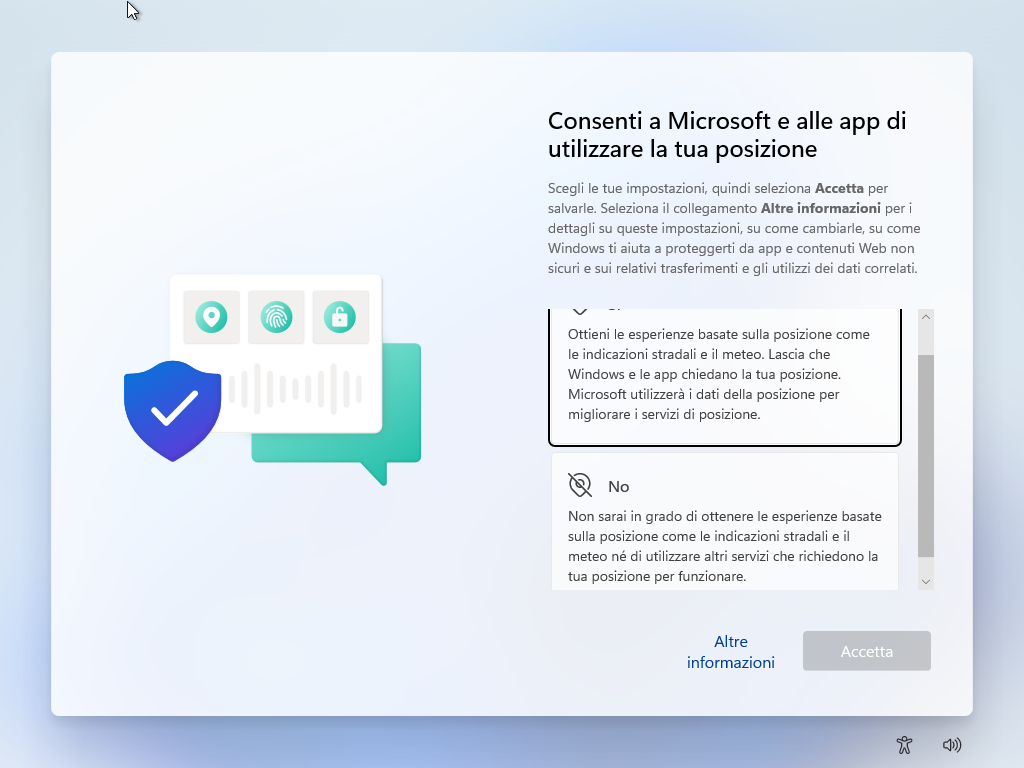 Consenti a Microsoft e alle app di
utilizzare la tua posizione
Scegli le tue impostazioni, quindi seleziona Accetta per
salvarle. Seleziona il collegamento Altre informazioni per i
dettagli su queste impostazioni, su come cambiarle, su come
Windows ti aiuta a proteggerti da app e contenuti Web non
sicuri e sui relativi trasferimenti e gli utilizzi dei dati correlati.
Ottieni le esperienze basate sulla posizione come
le indicazioni stradali e il meteo. Lascia che
Windows e le app chiedano la tua posizione.
Microsoft utilizzerà i dati della posizione per
migliorare i servizi di posizione.
No
Non sarai in grado di ottenere le esperienze basate
sulla posizione come le indicazioni stradali e il
meteo né di utilizzare altri servizi che richiedono la
tua posizione per funzionare.
Altre
informazioni
Accetta